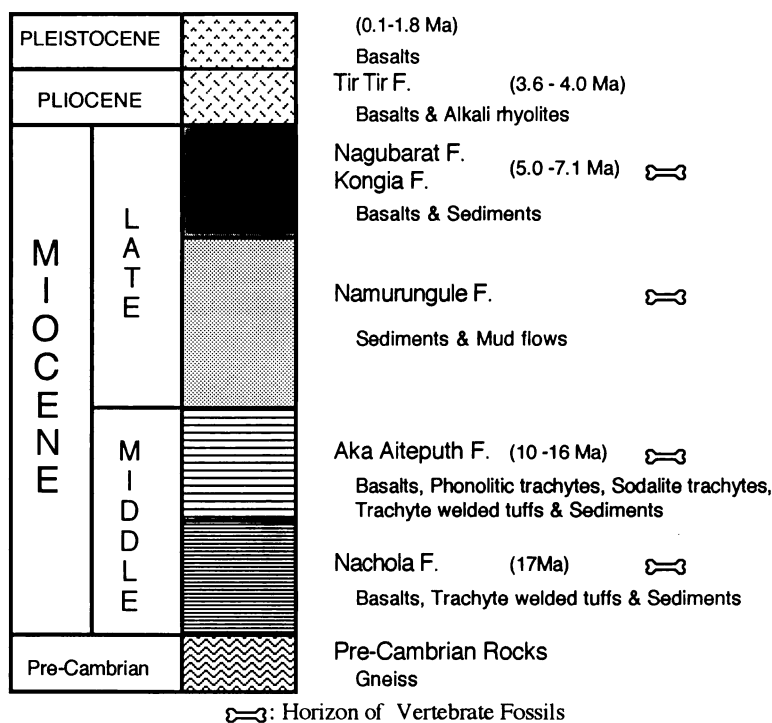 PLEISTOCENE
(0.1-1.8 Ma)
Basalts
PLIOCENE
Tir Tir F. (3.6 - 4.0 Ma)
Basalts & Alkali rhyolites
MIOCENE
LATE
Nagubarat F.
Kongia F. (5.0 -7.1 Ma)
Basalts & Sediments
Namurungule F.
Sediments & Mud flows
MIDDLE
Aka Aiteputh F. (10 -16 Ma)
Basalts, Phonolitic trachytes, Sodalite trachytes,
Trachyte welded tuffs & Sediments
Nachola F. (17Ma)
Basalts, Trachyte welded tuffs & Sediments
Pre-Cambrian
Pre-Cambrian Rocks
Gneiss
: Horizon of Vertebrate Fossils